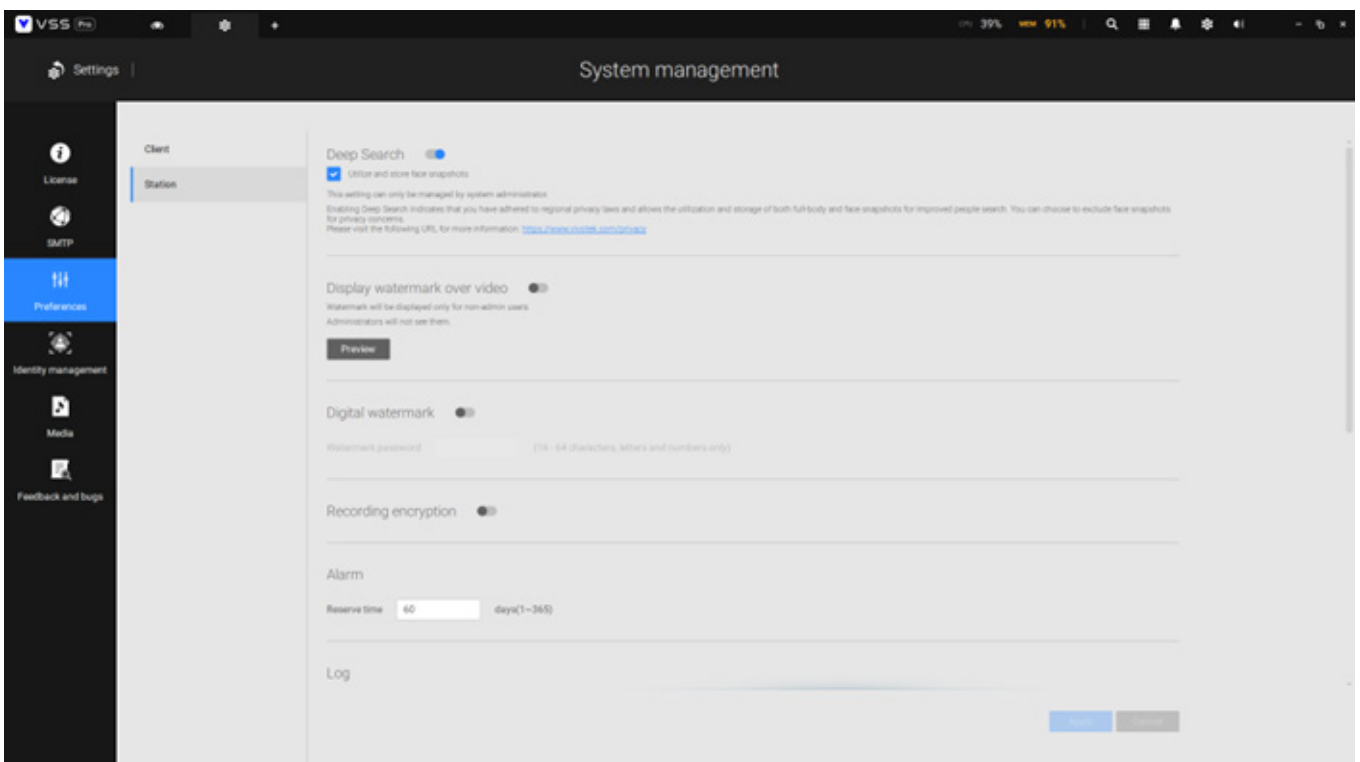 VSS Pro
CPU 39% MEM 91%
Settings
System management
License
SMTP
Preferences
Identity management
Media
Feedback and bugs
Client
Station
Deep Search
Utilize and store face snapshots
This setting can only be managed by system administrator.
Enabling Deep Search indicates that you have adhered to regional privacy laws and allows the utilization and storage of both full-body and face snapshots for improved people search. You can choose to exclude face snapshots
for privacy concerns.
Please visit the following URL for more information: https://www.vivotek.com/privacy
Display watermark over video
Watermark will be displayed only for non-admin users.
Administrators will not see them.
Preview
Digital watermark
Watermark password (16 - 64 characters, letters and numbers only)
Recording encryption
Alarm
Reserve time 60 days(1~365)
Log
Apply Cancel